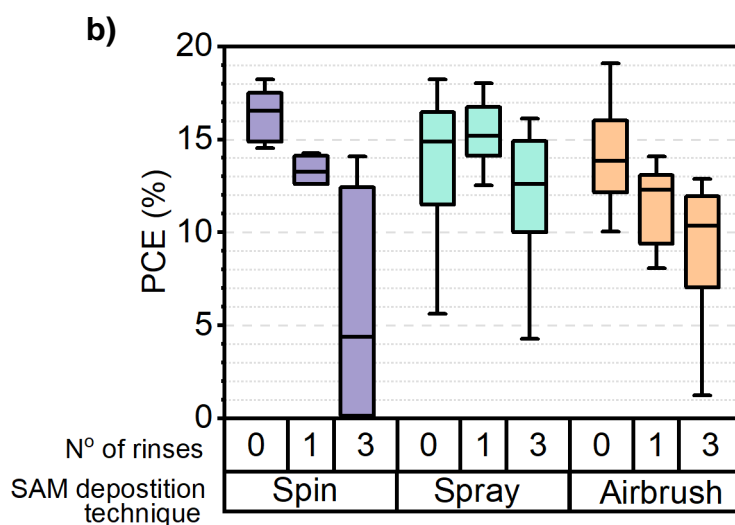 b)
20
15
10
5
0
PCE (%)
Nº of rinses 0 1 3 0 1 3 0 1 3
SAM depostition technique Spin Spray Airbrush